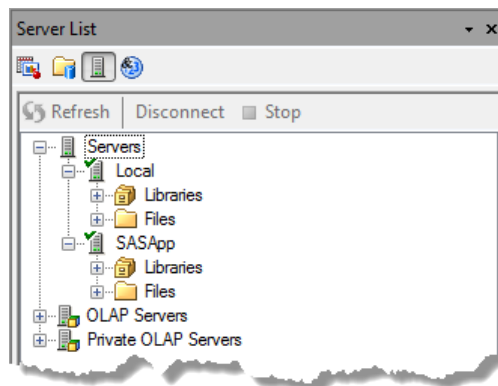 Server List
Refresh Disconnect Stop
Servers
Local
Libraries
Files
SASApp
Libraries
Files
OLAP Servers
Private OLAP Servers